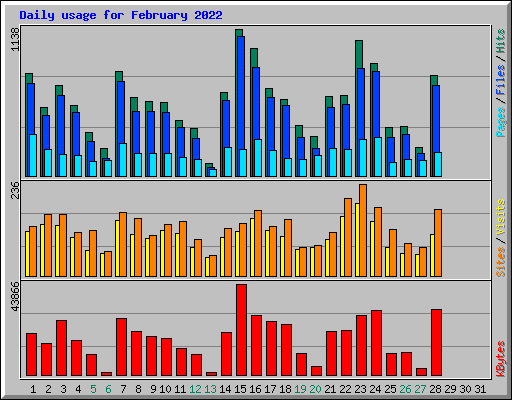 Daily usage for February 2022
1138
Pages / Files / Hits
236
Sites / Visits
43866
KBytes
1 2 3 4 5 6 7 8 9 10 11 12 13 14 15 16 17 18 19 20 21 22 23 24 25 26 27 28 29 30 31